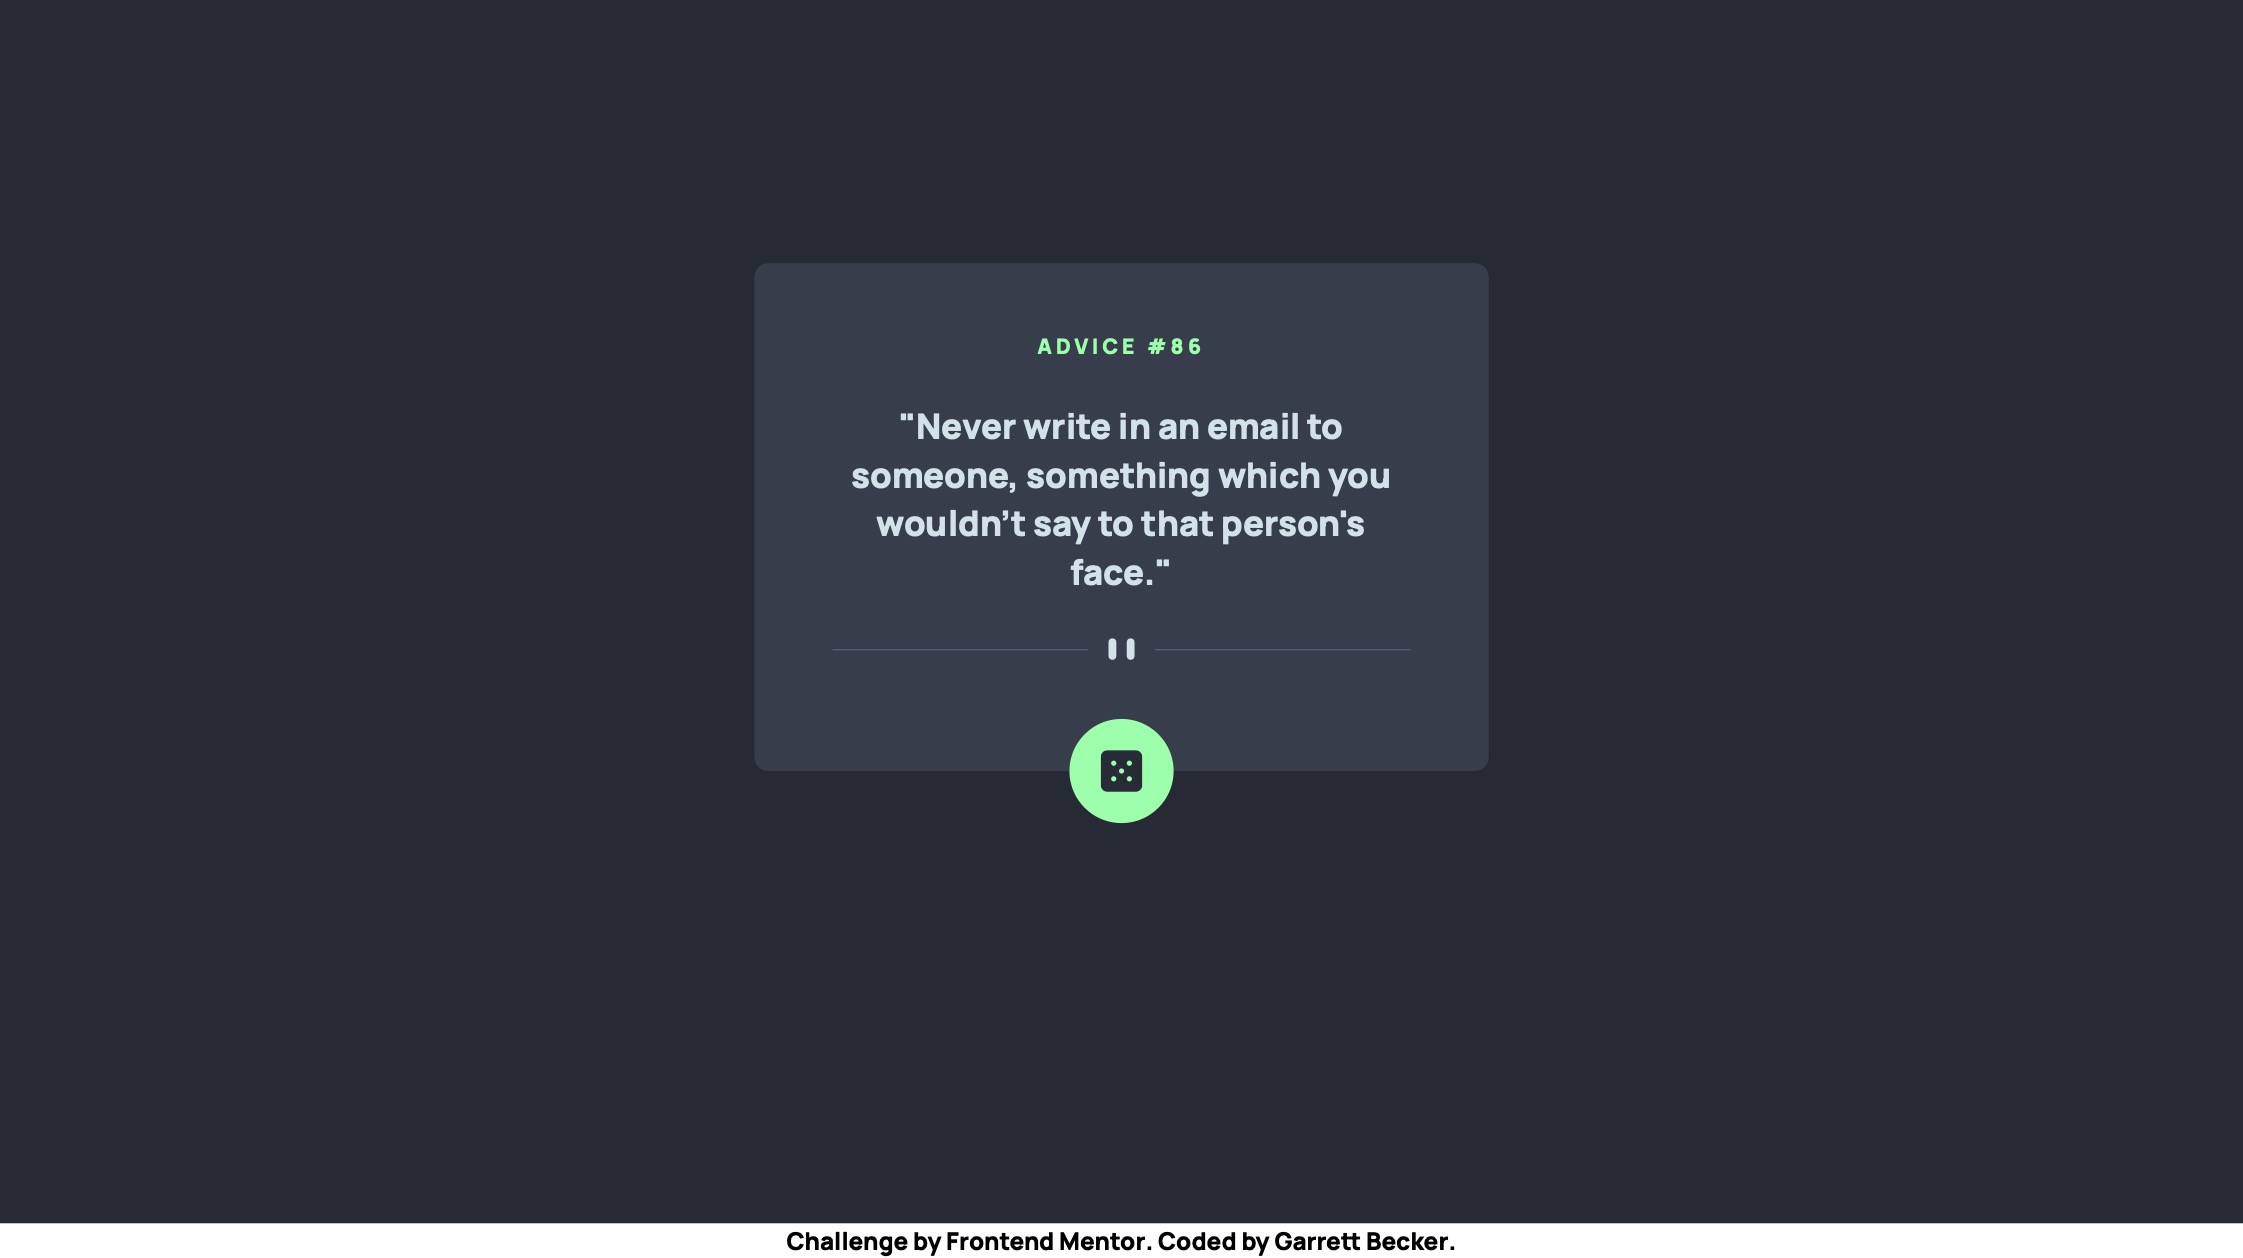 ADVICE #86
"Never write in an email to
someone, something which you
wouldn't say to that person's
face."
Challenge by Frontend Mentor. Coded by Garrett Becker.